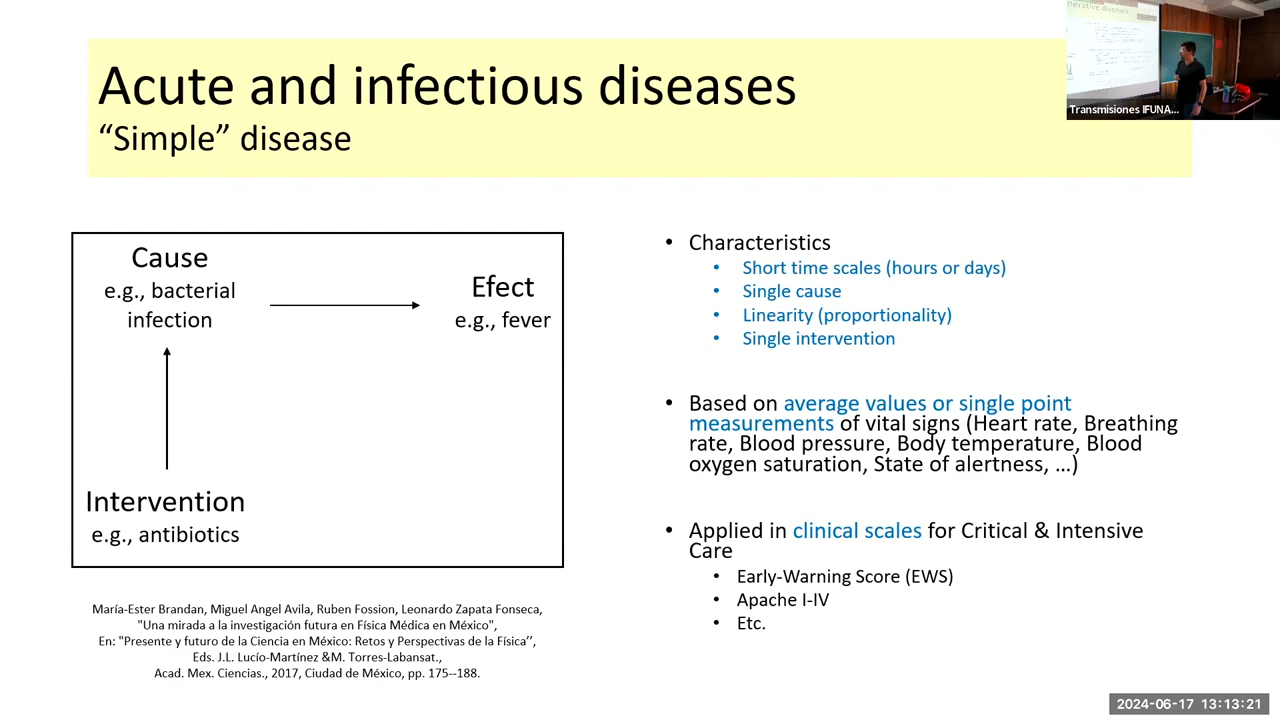 Acute and infectious diseases
“Simple” disease
Transmisiones IFUNA...
Cause
e.g., bacterial
infection
Efect
e.g., fever
Intervention
e.g., antibiotics
• Characteristics
• Short time scales (hours or days)
• Single cause
• Linearity (proportionality)
• Single intervention
• Based on average values or single point
measurements of vital signs (Heart rate, Breathing
rate, Blood pressure, Body temperature, Blood
oxygen saturation, State of alertness, …)
• Applied in clinical scales for Critical & Intensive
Care
• Early-Warning Score (EWS)
• Apache I-IV
• Etc.
María-Ester Brandan, Miguel Angel Avila, Ruben Fossion, Leonardo Zapata Fonseca,
"Una mirada a la investigación futura en Física Médica en México",
En: "Presente y futuro de la Ciencia en México: Retos y Perspectivas de la Física’’,
Eds. J.L. Lucío-Martínez &M. Torres-Labansat.,
Acad. Mex. Ciencias., 2017, Ciudad de México, pp. 175--188.
2024-06-17 13:13:21